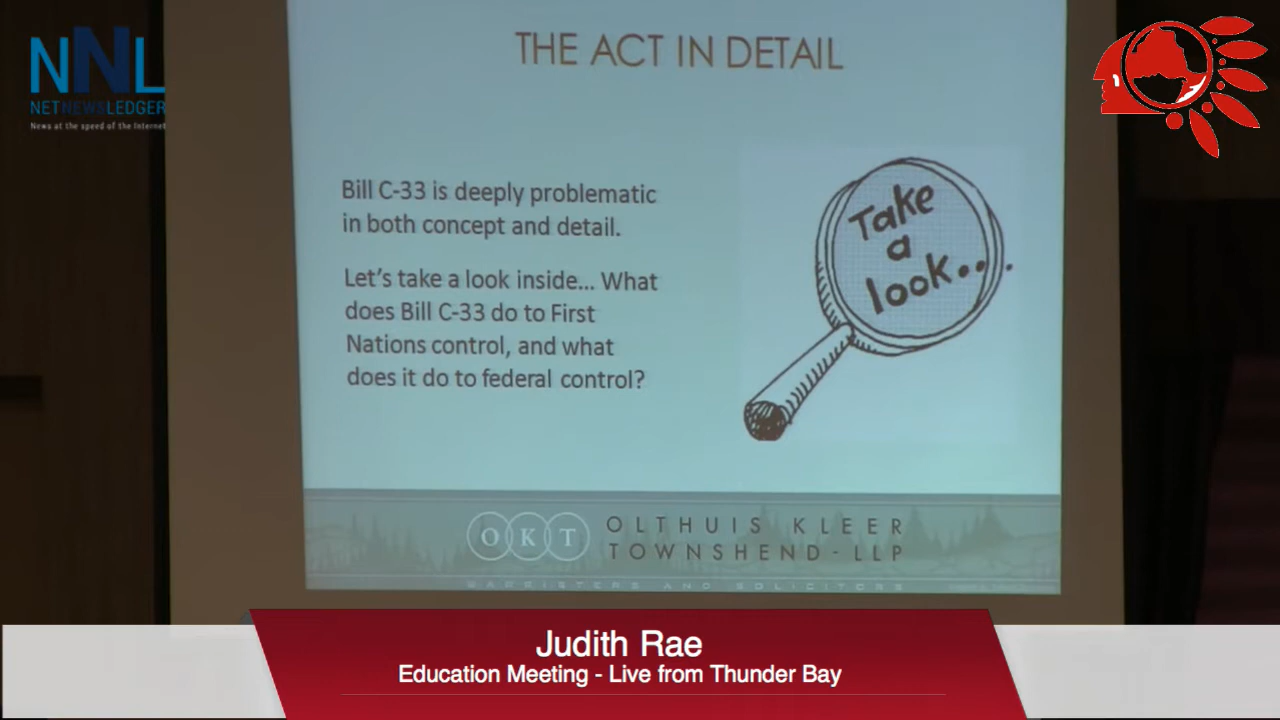 NNL
NETNEWSLEDGER
News at the speed of the Internet
THE ACT IN DETAIL
Bill C-33 is deeply problematic
in both concept and detail.
Let's take a look inside... What
does Bill C-33 do to First
Nations control, and what
does it do to federal control?
Take
a
look...
OKT
OLTHUIS KLEER
TOWNSHEND-LLP
BARRISTERS AND SOLICITORS
Judith Rae
Education Meeting - Live from Thunder Bay